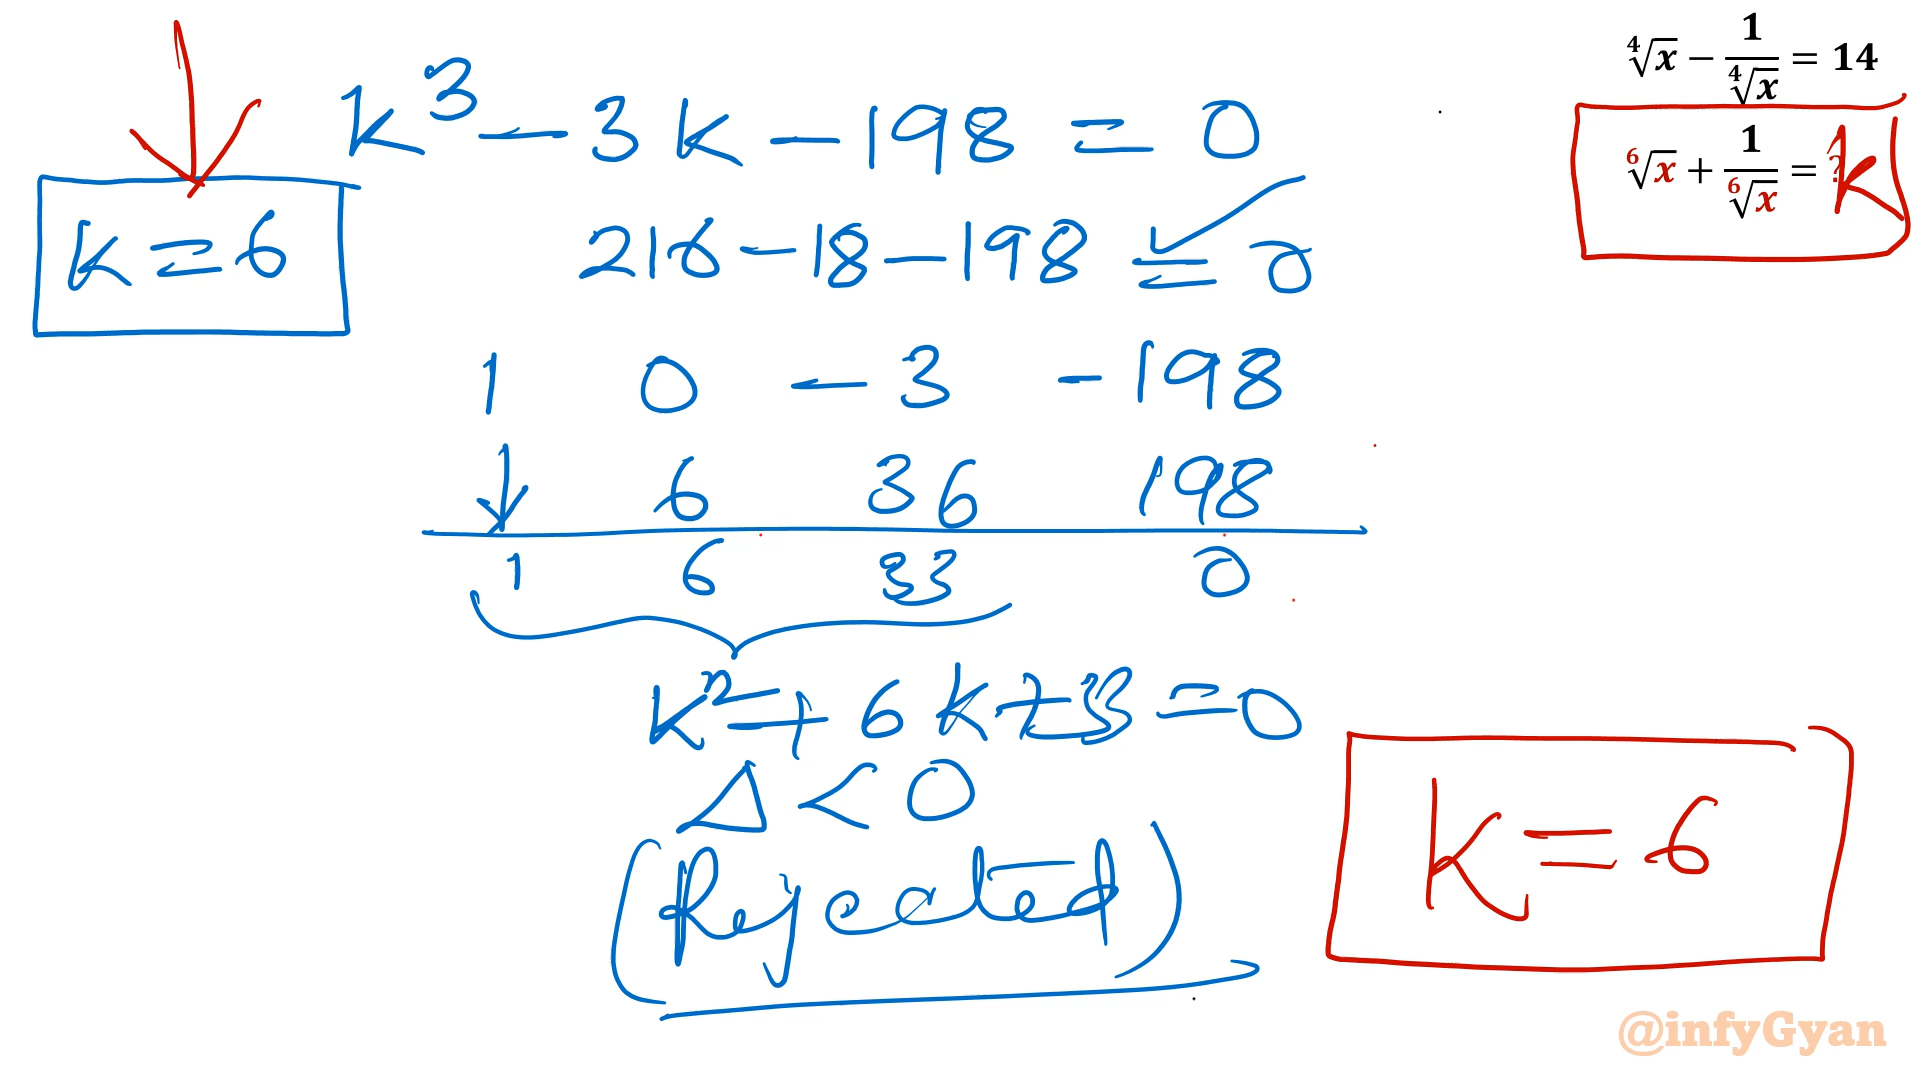 ⁴√x − 1/⁴√x = 14
⁶√x + 1/⁶√x = ? k
k³ − 3k − 198 = 0
k = 6
216 − 18 − 198 = 0 ✓
1 0 −3 −198
↓ 6 36 198
1 6 33 0
k² + 6k + 33 = 0
Δ < 0
(Rejected)
K = 6
@infyGyan